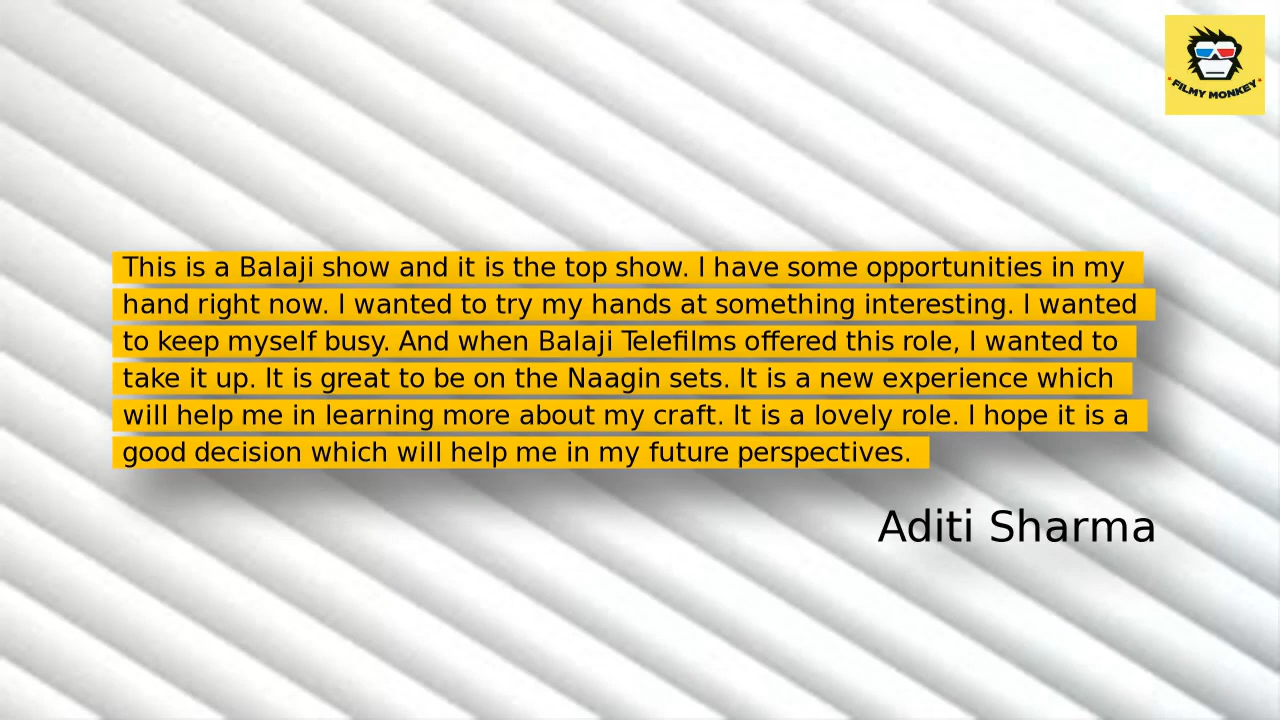 FILMY MONKEY
This is a Balaji show and it is the top show. I have some opportunities in my
hand right now. I wanted to try my hands at something interesting. I wanted
to keep myself busy. And when Balaji Telefilms offered this role, I wanted to
take it up. It is great to be on the Naagin sets. It is a new experience which
will help me in learning more about my craft. It is a lovely role. I hope it is a
good decision which will help me in my future perspectives.
Aditi Sharma